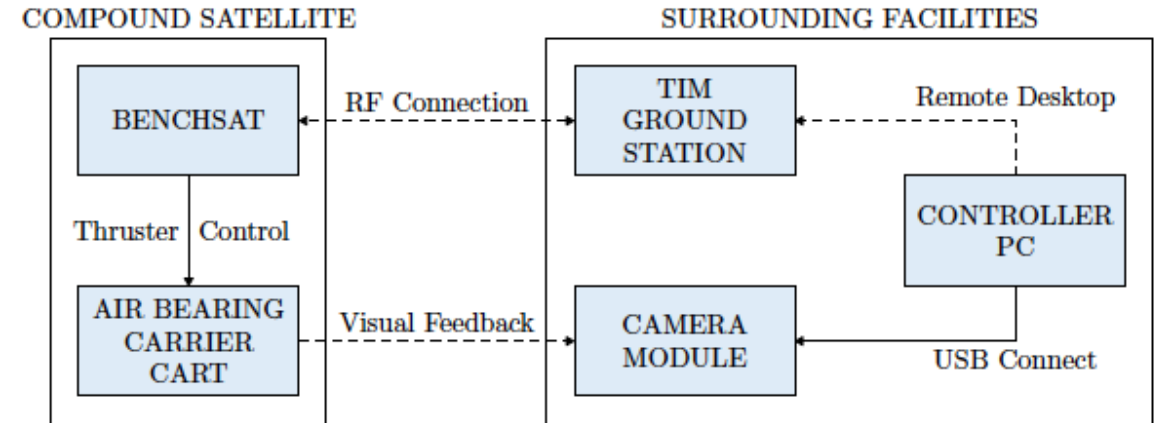 COMPOUND SATELLITE
SURROUNDING FACILITIES
BENCHSAT
RF Connection
TIM
GROUND
STATION
Remote Desktop
CONTROLLER
PC
Thruster Control
AIR BEARING
CARRIER
CART
Visual Feedback
CAMERA
MODULE
USB Connect